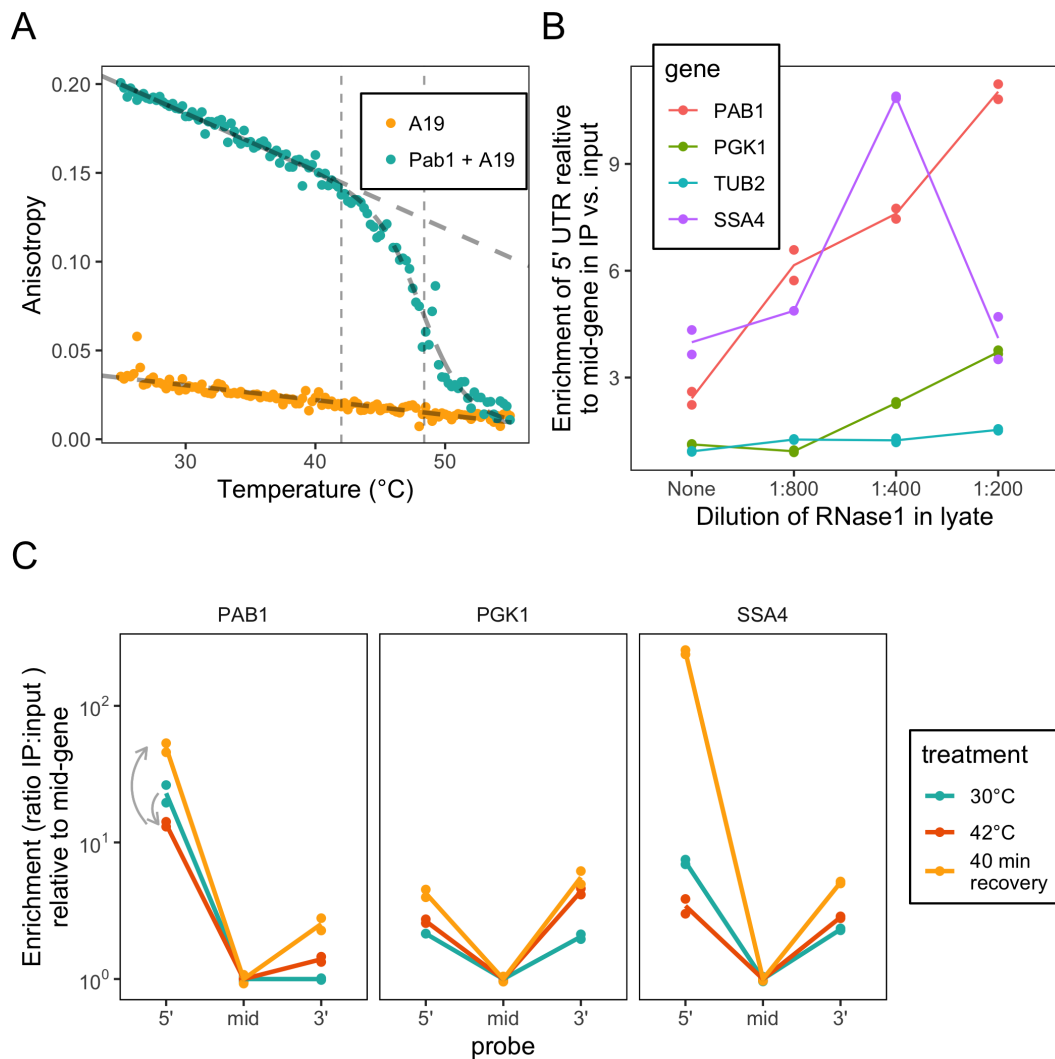 A
0.20
0.15
0.10
0.05
0.00
Anisotropy
30
40
50
Temperature (°C)
A19
Pab1 + A19
B
gene
PAB1
PGK1
TUB2
SSA4
9
6
3
Enrichment of 5' UTR realtive
to mid-gene in IP vs. input
None
1:800
1:400
1:200
Dilution of RNase1 in lyate
C
PAB1
PGK1
SSA4
Enrichment (ratio IP:input )
relative to mid-gene
10²
10¹
10⁰
5'
mid
3'
5'
mid
3'
5'
mid
3'
probe
treatment
30°C
42°C
40 min
recovery